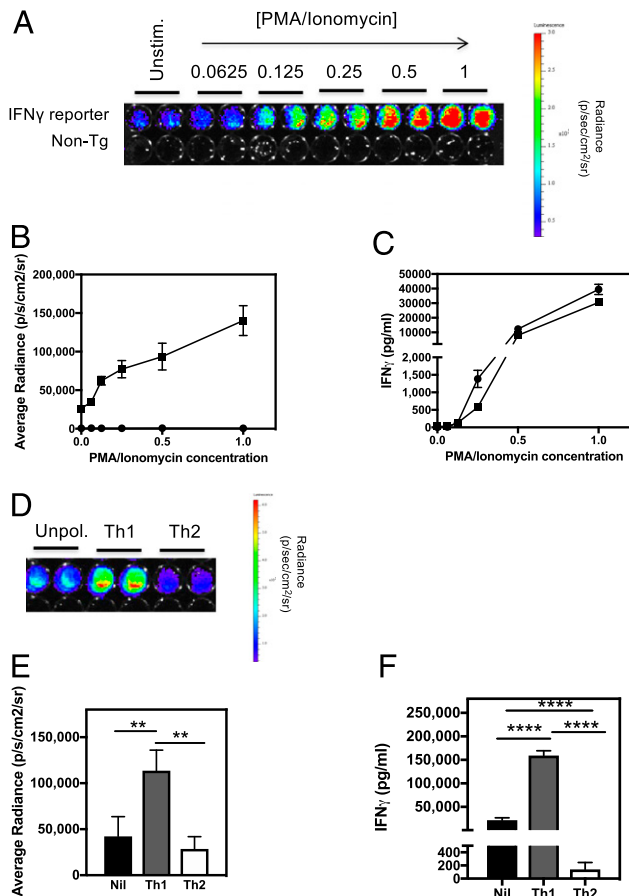 A
[PMA/Ionomycin]
Unstim.
0.0625 0.125 0.25 0.5 1
IFNγ reporter
Non-Tg
Luminescence
3.0
2.0
1.5
1.0
0.5
Radiance
(p/sec/cm²/sr)
B
Average Radiance (p/s/cm2/sr)
200,000
150,000
100,000
50,000
0
0.0 0.5 1.0
PMA/Ionomycin concentration
C
IFNγ (pg/ml)
50000
40000
30000
20000
10000
2,000
1,500
1,000
500
0
0.0 0.5 1.0
PMA/Ionomycin concentration
D
Unpol. Th1 Th2
Radiance
(p/sec/cm²/sr)
E
Average Radiance (p/s/cm2/sr)
150,000
100,000
50,000
0
** **
Nil Th1 Th2
F
IFNγ (pg/ml)
250,000
200,000
150,000
100,000
50,000
400
200
0
****
**** ****
Nil Th1 Th2